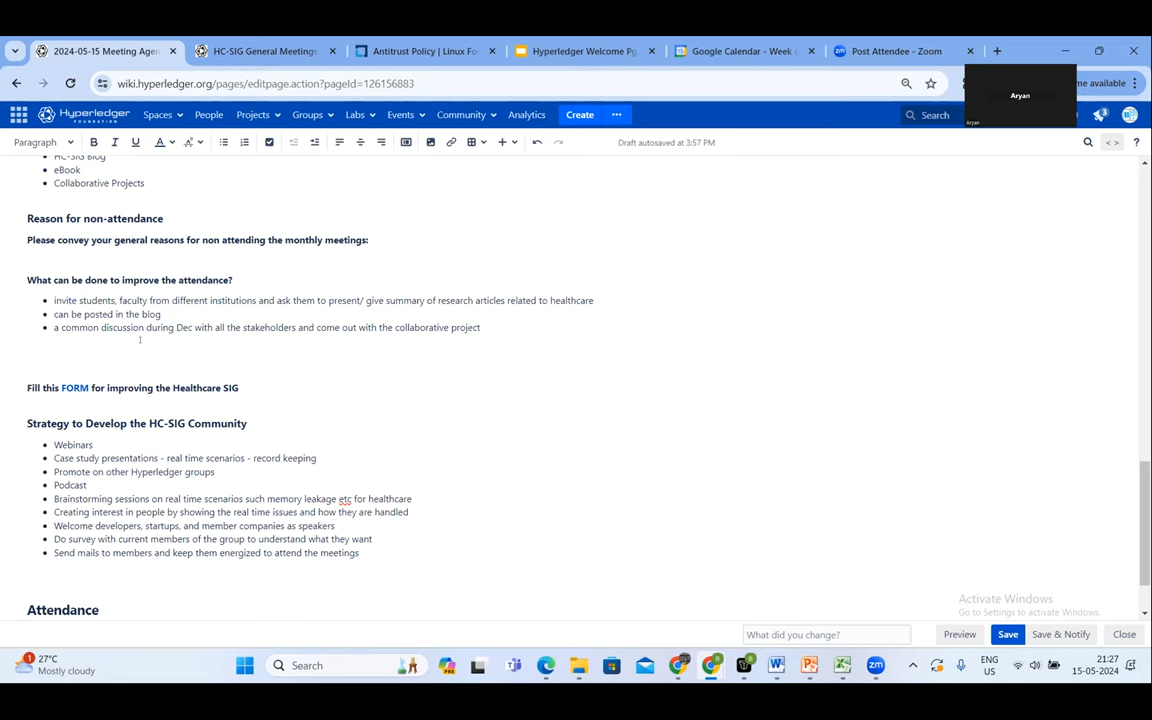 2024-05-15 Meeting Agen
HC-SIG General Meetings
Antitrust Policy | Linux Fo
Hyperledger Welcome Pg
Google Calendar - Week
Post Attendee - Zoom
wiki.hyperledger.org/pages/editpage.action?pageId=126156883
me available
Aryan
Aryan
HYPERLEDGER
FOUNDATION
Spaces
People
Projects
Groups
Labs
Events
Community
Analytics
Create
Search
3
Paragraph
Draft autosaved at 3:57 PM
HC-SIG Blog
eBook
Collaborative Projects
Reason for non-attendance
Please convey your general reasons for non attending the monthly meetings:
What can be done to improve the attendance?
invite students, faculty from different institutions and ask them to present/ give summary of research articles related to healthcare
can be posted in the blog
a common discussion during Dec with all the stakeholders and come out with the collaborative project
Fill this FORM for improving the Healthcare SIG
Strategy to Develop the HC-SIG Community
Webinars
Case study presentations - real time scenarios - record keeping
Promote on other Hyperledger groups
Podcast
Brainstorming sessions on real time scenarios such memory leakage etc for healthcare
Creating interest in people by showing the real time issues and how they are handled
Welcome developers, startups, and member companies as speakers
Do survey with current members of the group to understand what they want
Send mails to members and keep them energized to attend the meetings
Attendance
Activate Windows
Go to Settings to activate Windows.
What did you change?
Preview
Save
Save & Notify
Close
1
27°C
Mostly cloudy
Search
ENG
US
21:27
15-05-2024